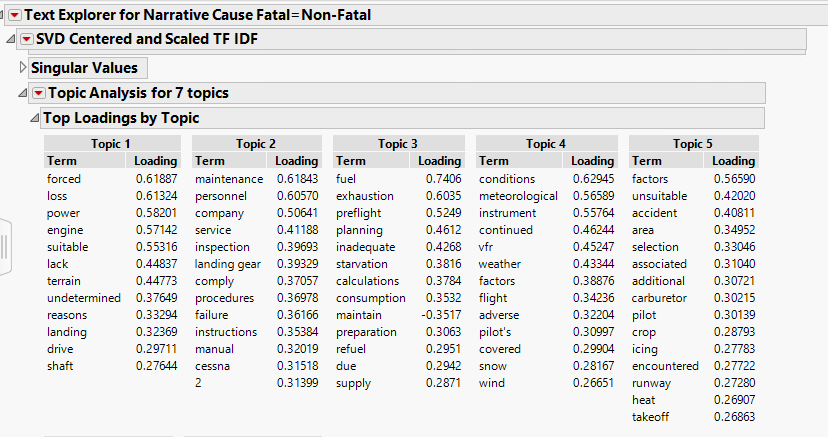 Text Explorer for Narrative Cause Fatal=Non-Fatal
SVD Centered and Scaled TF IDF
Singular Values
Topic Analysis for 7 topics
Top Loadings by Topic
Topic 1 Topic 2 Topic 3 Topic 4 Topic 5
Term Loading Term Loading Term Loading Term Loading Term Loading
forced 0.61887 maintenance 0.61843 fuel 0.7406 conditions 0.62945 factors 0.56590
loss 0.61324 personnel 0.60570 exhaustion 0.6035 meteorological 0.56589 unsuitable 0.42020
power 0.58201 company 0.50641 preflight 0.5249 instrument 0.55764 accident 0.40811
engine 0.57142 service 0.41188 planning 0.4612 continued 0.46244 area 0.34952
suitable 0.55316 inspection 0.39693 inadequate 0.4268 vfr 0.45247 selection 0.33046
lack 0.44837 landing gear 0.39329 starvation 0.3816 weather 0.43344 associated 0.31040
terrain 0.44773 comply 0.37057 calculations 0.3784 factors 0.38876 additional 0.30721
undetermined 0.37649 procedures 0.36978 consumption 0.3532 flight 0.34236 carburetor 0.30215
reasons 0.33294 failure 0.36166 maintain -0.3517 adverse 0.32204 pilot 0.30139
landing 0.32369 instructions 0.35384 preparation 0.3063 pilot's 0.30997 crop 0.28793
drive 0.29711 manual 0.32019 refuel 0.2951 covered 0.29904 icing 0.27783
shaft 0.27644 cessna 0.31518 due 0.2942 snow 0.28167 encountered 0.27722
2 0.31399 supply 0.2871 wind 0.26651 runway 0.27280
heat 0.26907
takeoff 0.26863